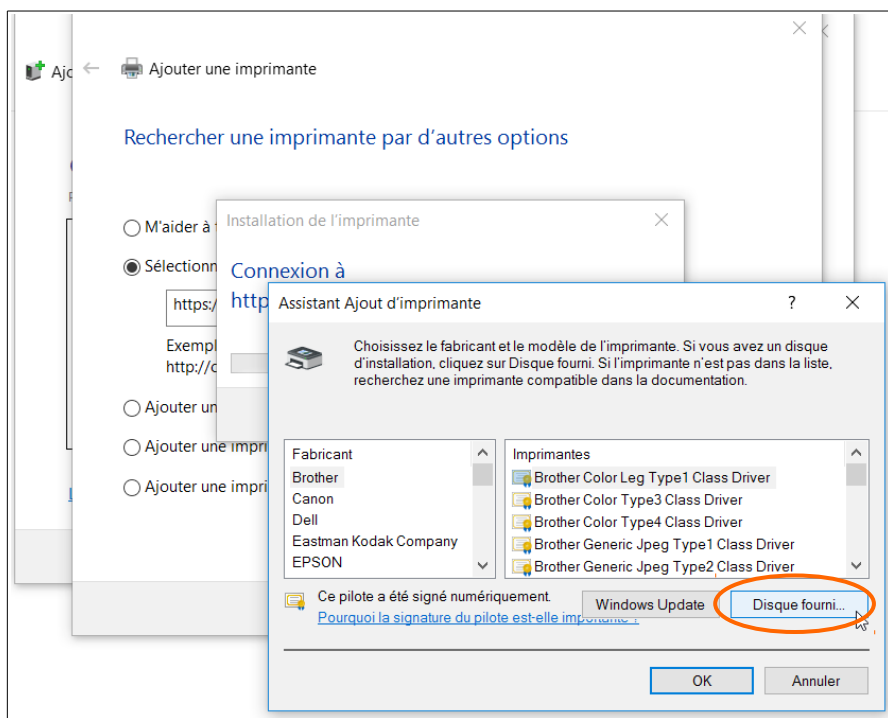 Ajouter une imprimante
Rechercher une imprimante par d'autres options
M'aider à
Installation de l'imprimante
Connexion à
http
https:/
http://c
Ajouter un
Ajouter une
Ajouter une
Assistant Ajout d'imprimante
?
Choisissez le fabricant et le modèle de l'imprimante. Si vous avez un disque
d'installation, cliquez sur Disque fourni. Si l'imprimante n'est pas dans la liste,
recherchez une imprimante compatible dans la documentation.
Fabricant
Brother
Canon
Dell
Eastman Kodak Company
EPSON
Imprimantes
Brother Color Leg Type1 Class Driver
Brother Color Type3 Class Driver
Brother Color Type4 Class Driver
Brother Generic Jpeg Type1 Class Driver
Brother Generic Jpeg Type2 Class Driver
Ce pilote a été signé numériquement.
Pourquoi la signature du pilote est-elle importante ?
Windows Update
Disque fourni...
OK
Annuler